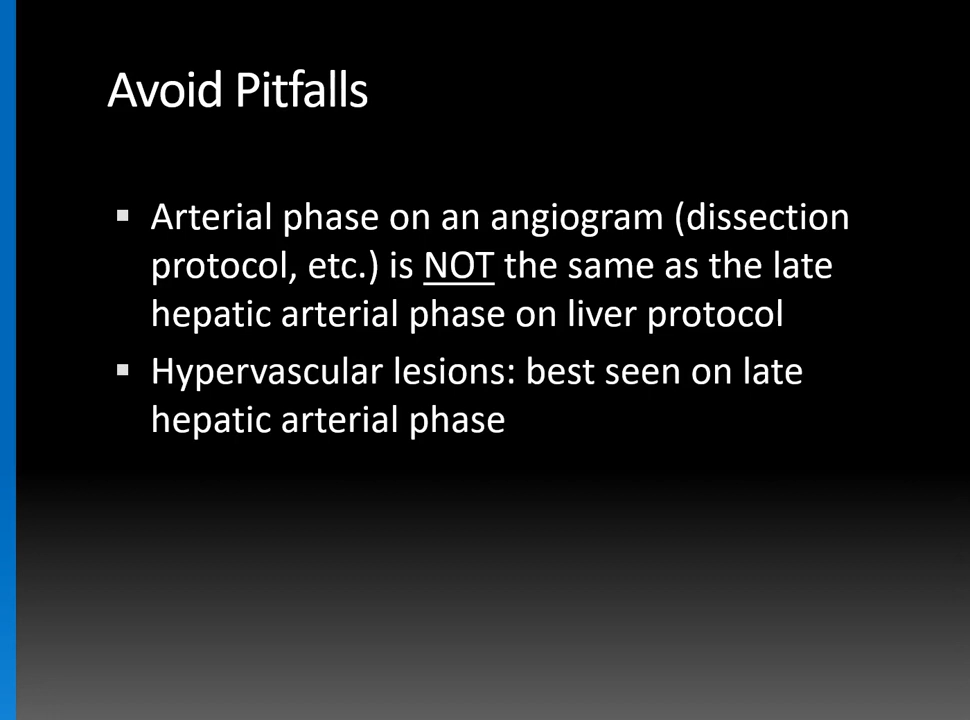 Avoid Pitfalls
▪ Arterial phase on an angiogram (dissection
protocol, etc.) is NOT the same as the late
hepatic arterial phase on liver protocol
▪ Hypervascular lesions: best seen on late
hepatic arterial phase